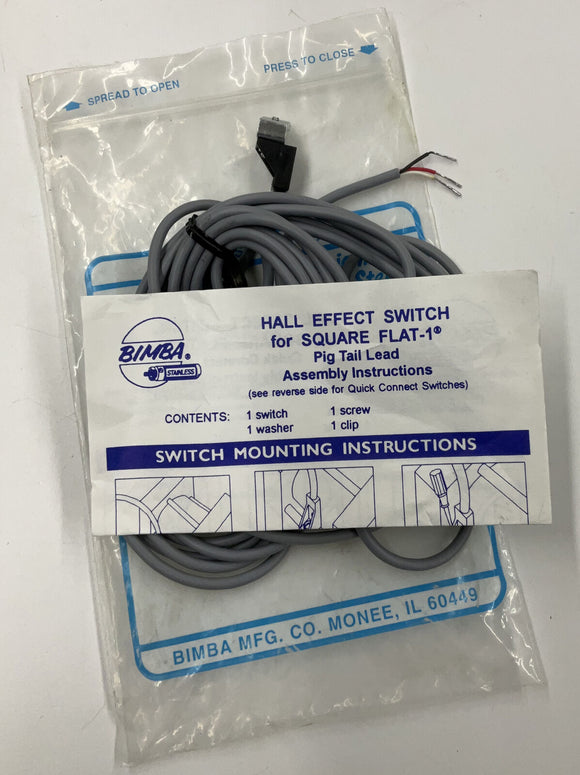 SPREAD TO OPEN
PRESS TO CLOSE
BIMBA
STAINLESS
HALL EFFECT SWITCH
for SQUARE FLAT-1®
Pig Tail Lead
Assembly Instructions
(see reverse side for Quick Connect Switches)
CONTENTS: 1 switch 1 screw
1 washer 1 clip
SWITCH MOUNTING INSTRUCTIONS
BIMBA MFG. CO. MONEE, IL 60449